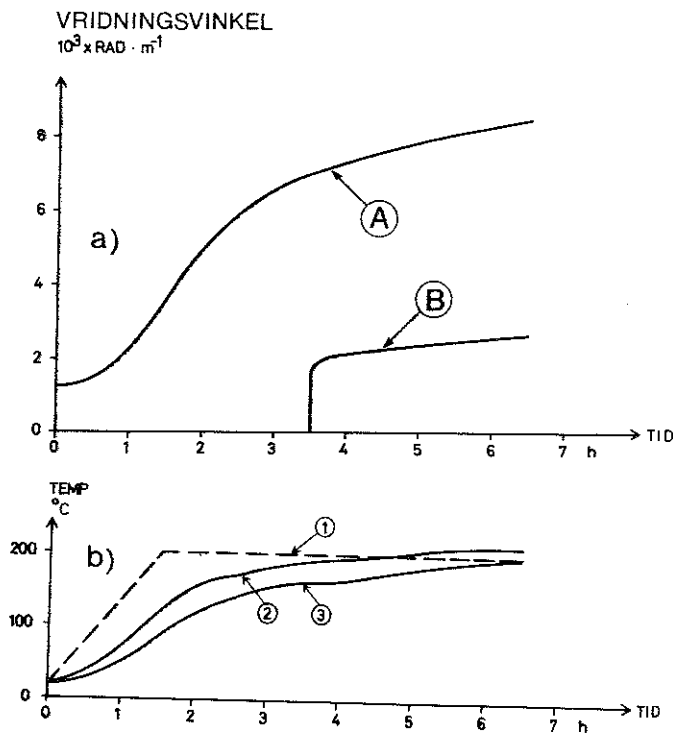 VRIDNINGSVINKEL
10³ x RAD · m⁻¹
8
6
a)
A
4
B
2
0
0 1 2 3 4 5 6 7 h TID
TEMP
°C
200
b)
1
100
2
3
0
0 1 2 3 4 5 6 7 h TID